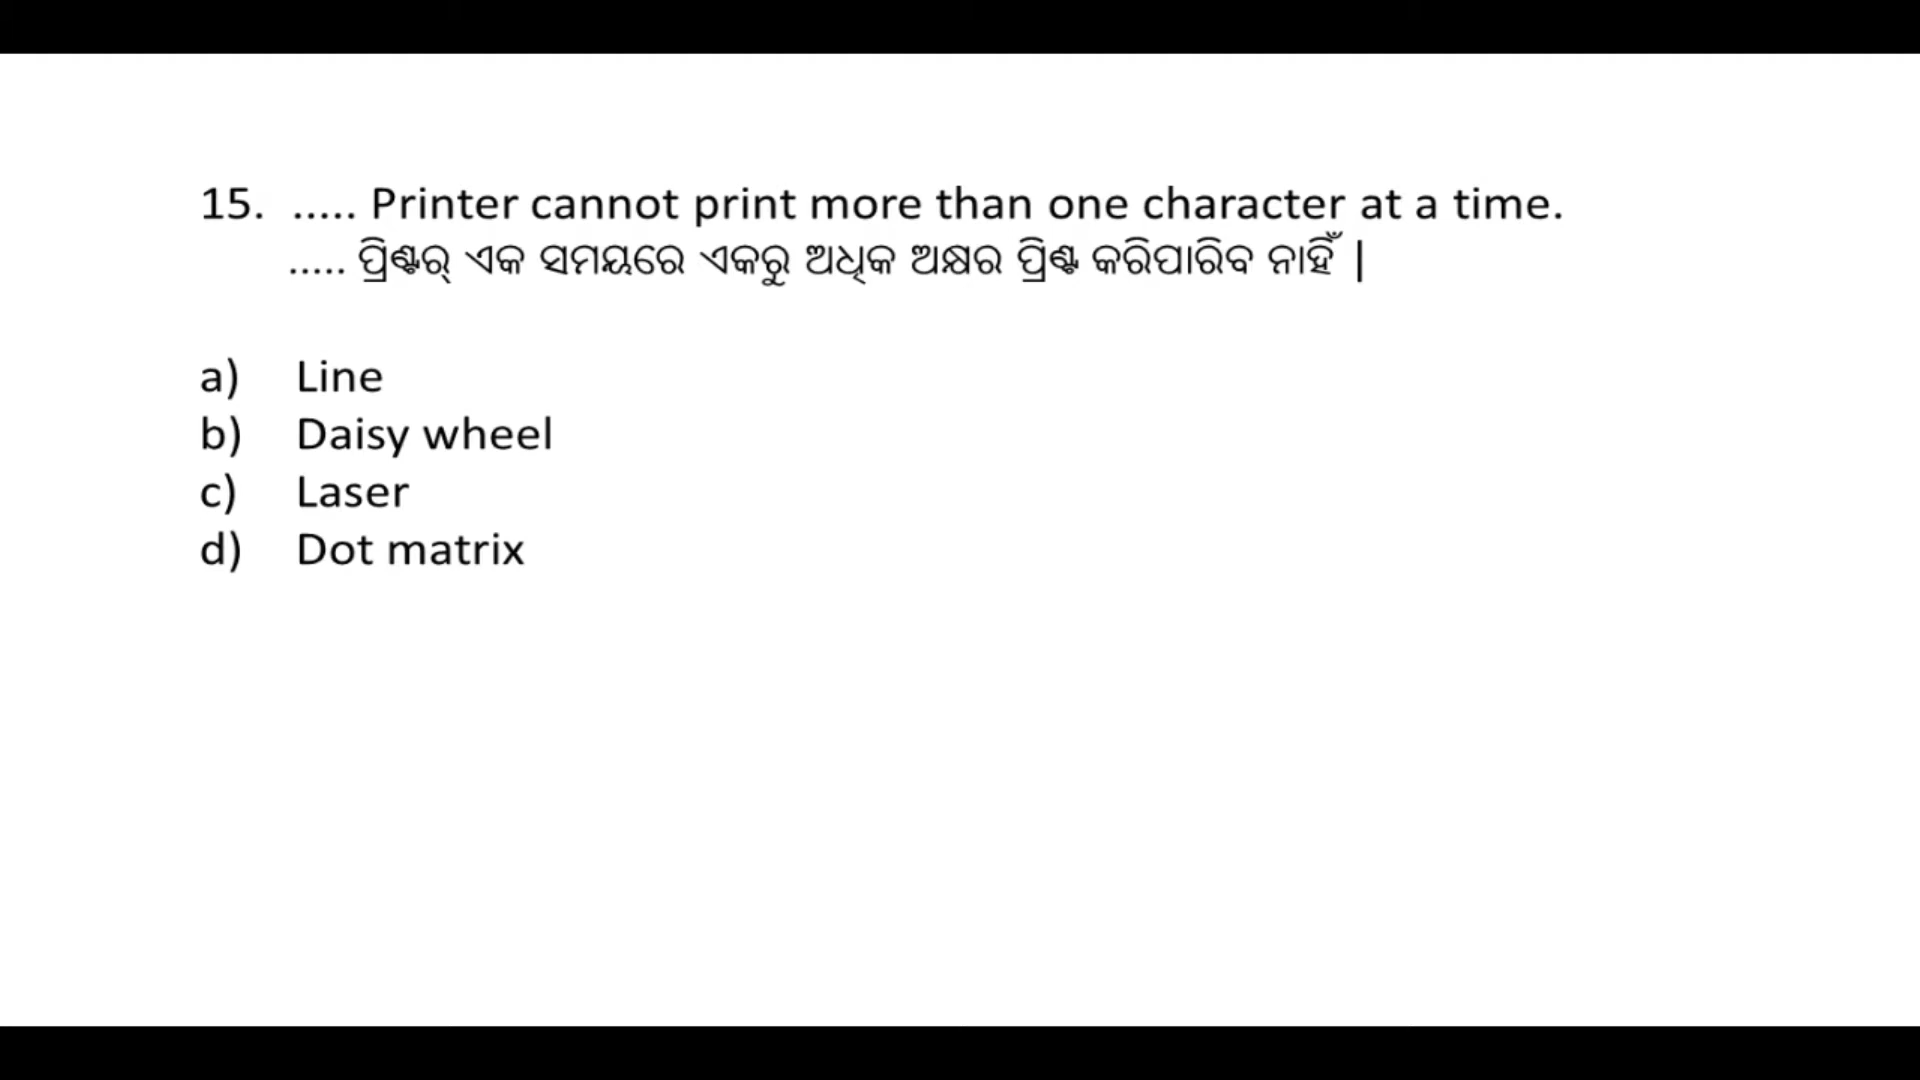 15. ..... Printer cannot print more than one character at a time.
..... ପ୍ରିଣ୍ଟର୍ ଏକ ସମୟରେ ଏକରୁ ଅଧିକ ଅକ୍ଷର ପ୍ରିଣ୍ଟ କରିପାରିବ ନାହିଁ |
a) Line
b) Daisy wheel
c) Laser
d) Dot matrix